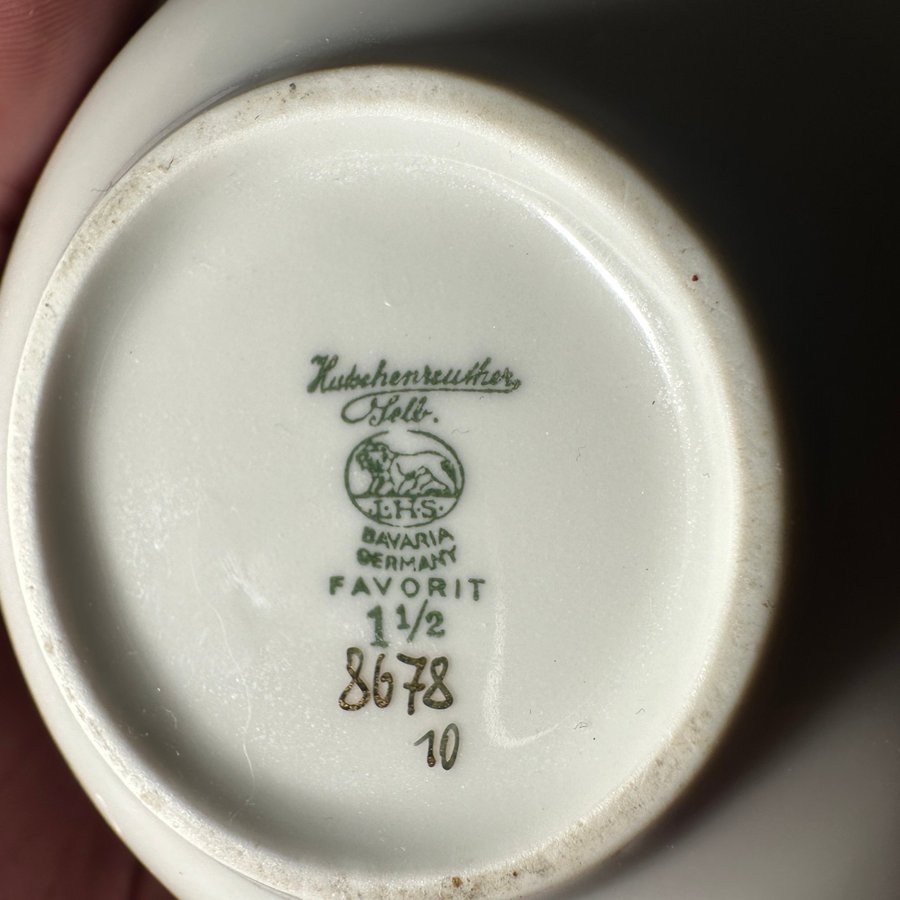 Hutschenreuther
Selb.
L·H·S·
BAVARIA
GERMANY
FAVORIT
1 1/2
8678
10